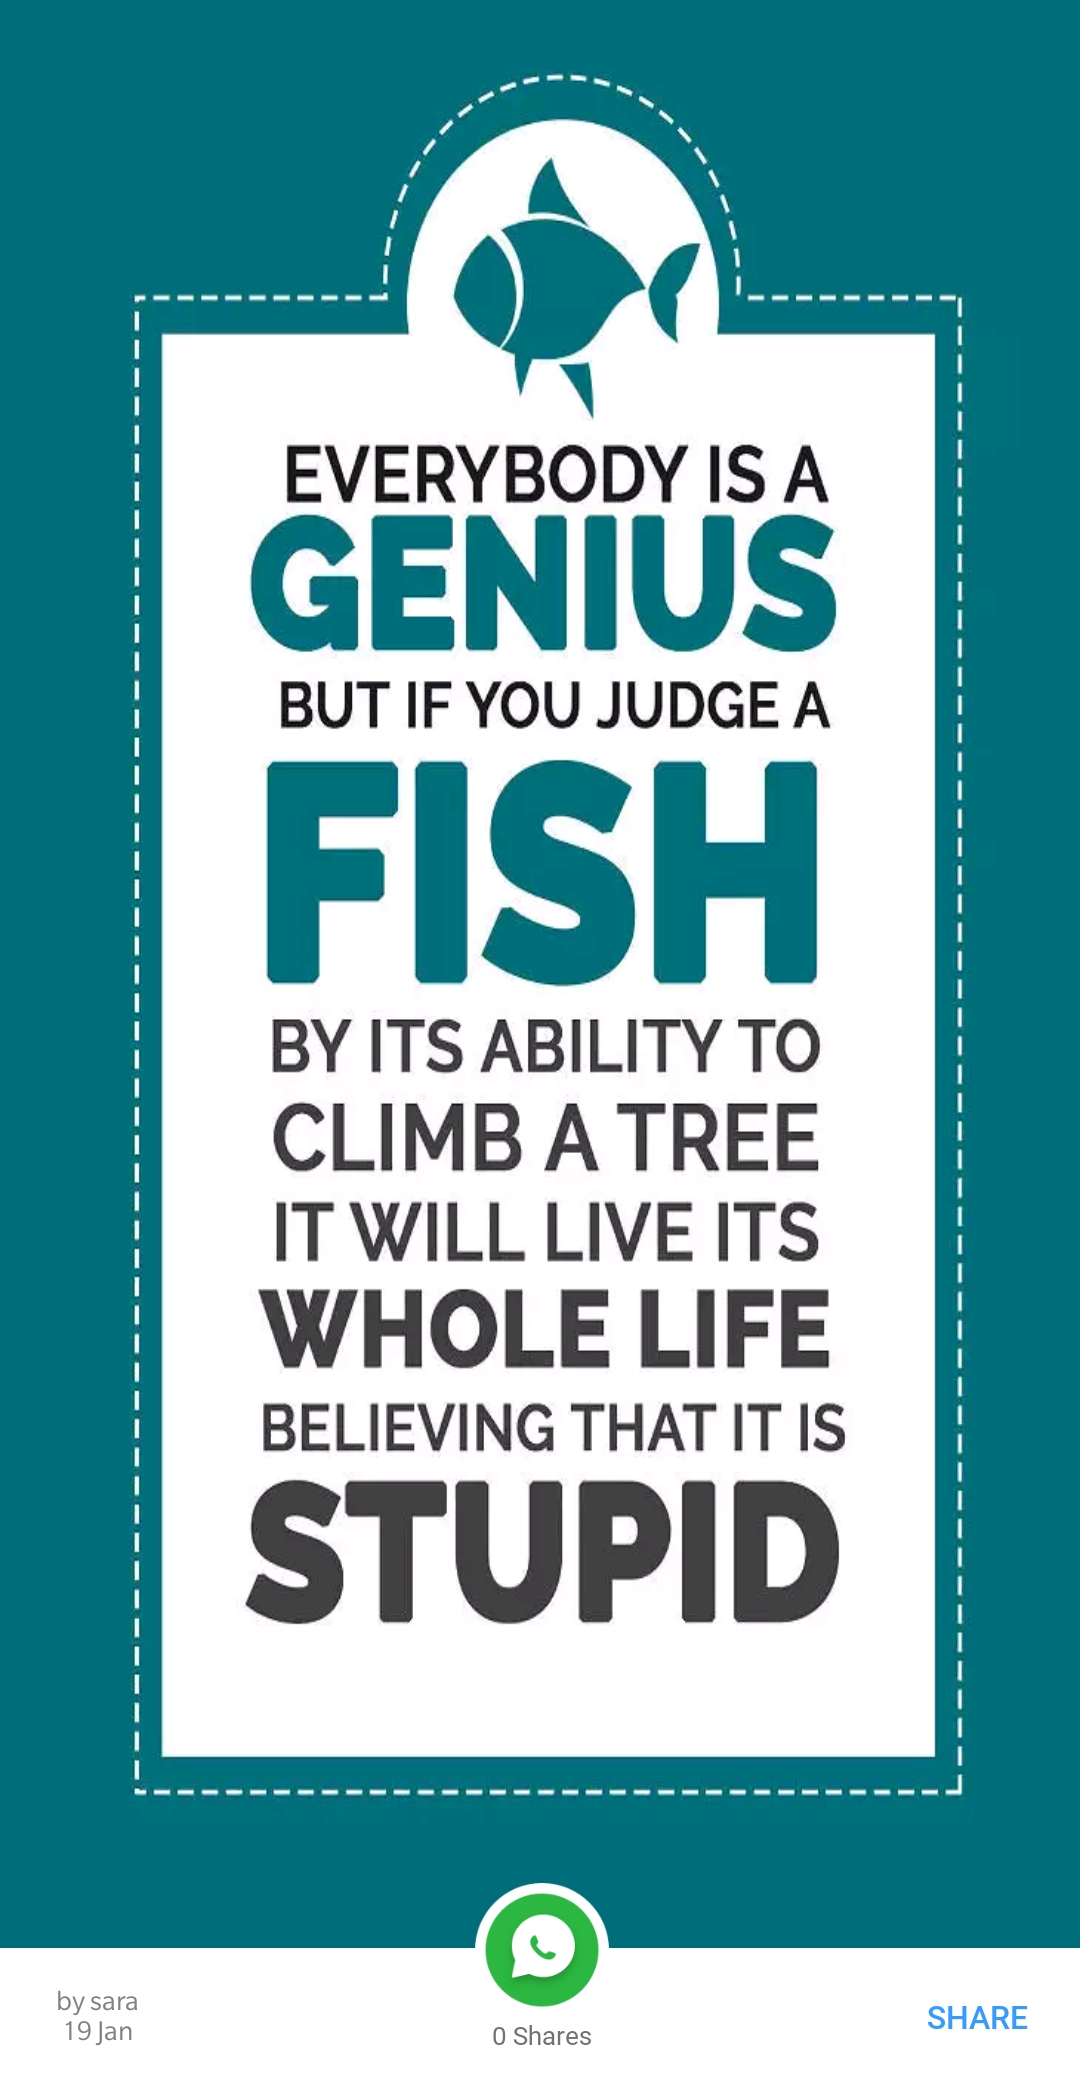 EVERYBODY IS A
GENIUS
BUT IF YOU JUDGE A
FISH
BY ITS ABILITY TO
CLIMB A TREE
IT WILL LIVE ITS
WHOLE LIFE
BELIEVING THAT IT IS
STUPID
by sara
19 Jan
0 Shares
SHARE